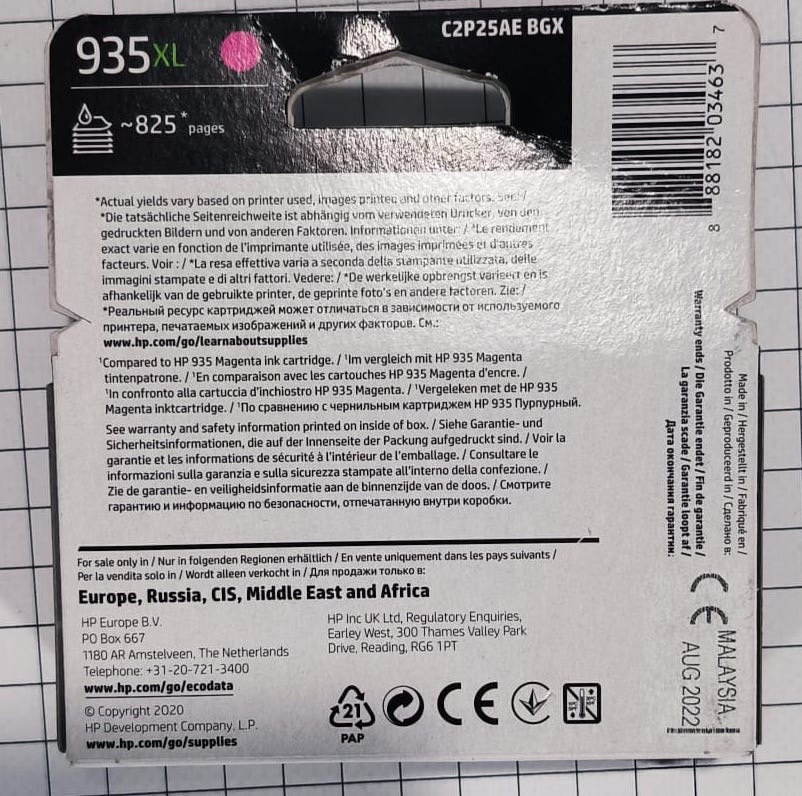 935XL
C2P25AE BGX
~825* pages
*Actual yields vary based on printer used, images printed and other factors. See: /
*Die tatsächliche Seitenreichweite ist abhängig vom verwendeten Drucker, von den
gedruckten Bildern und von anderen Faktoren. Informationen unter: / *Le rendement
exact varie en fonction de l'imprimante utilisée, des images imprimées et d'autres
facteurs. Voir : / *La resa effettiva varia a seconda della stampante utilizzata, delle
immagini stampate e di altri fattori. Vedere: / *De werkelijke opbrengst varieert en is
afhankelijk van de gebruikte printer, de geprinte foto's en andere factoren. Zie: /
*Реальный ресурс картриджей может отличаться в зависимости от используемого
принтера, печатаемых изображений и других факторов. См.:
www.hp.com/go/learnaboutsupplies
¹Compared to HP 935 Magenta ink cartridge. / ¹Im vergleich mit HP 935 Magenta
tintenpatrone. / ¹En comparaison avec les cartouches HP 935 Magenta d'encre. /
¹In confronto alla cartuccia d'inchiostro HP 935 Magenta. / ¹Vergeleken met de HP 935
Magenta inktcartridge. / ¹По сравнению с чернильным картриджем HP 935 Пурпурный.
See warranty and safety information printed on inside of box. / Siehe Garantie- und
Sicherheitsinformationen, die auf der Innenseite der Packung aufgedruckt sind. / Voir la
garantie et les informations de sécurité à l'intérieur de l'emballage. / Consultare le
informazioni sulla garanzia e sulla sicurezza stampate all'interno della confezione. /
Zie de garantie- en veiligheidsinformatie aan de binnenzijde van de doos. / Смотрите
гарантию и информацию по безопасности, отпечатанную внутри коробки.
For sale only in / Nur in folgenden Regionen erhältlich / En vente uniquement dans les pays suivants /
Per la vendita solo in / Wordt alleen verkocht in / Для продажи только в:
Europe, Russia, CIS, Middle East and Africa
HP Europe B.V.
PO Box 667
1180 AR Amstelveen, The Netherlands
Telephone: +31-20-721-3400
www.hp.com/go/ecodata
HP Inc UK Ltd, Regulatory Enquiries,
Earley West, 300 Thames Valley Park
Drive, Reading, RG6 1PT
© Copyright 2020
HP Development Company, L.P.
www.hp.com/go/supplies
21
PAP
CE
8 88182 03463 7
Made in / Hergestellt in / Fabriqué en /
Prodotto in / Geproduceerd in / Сделано в:
Warranty ends / Die Garantie endet / Fin de garantie /
La garanzia scade / Garantie loopt af /
Дата окончания гарантии:
CE
MALAYSIA
AUG 2022